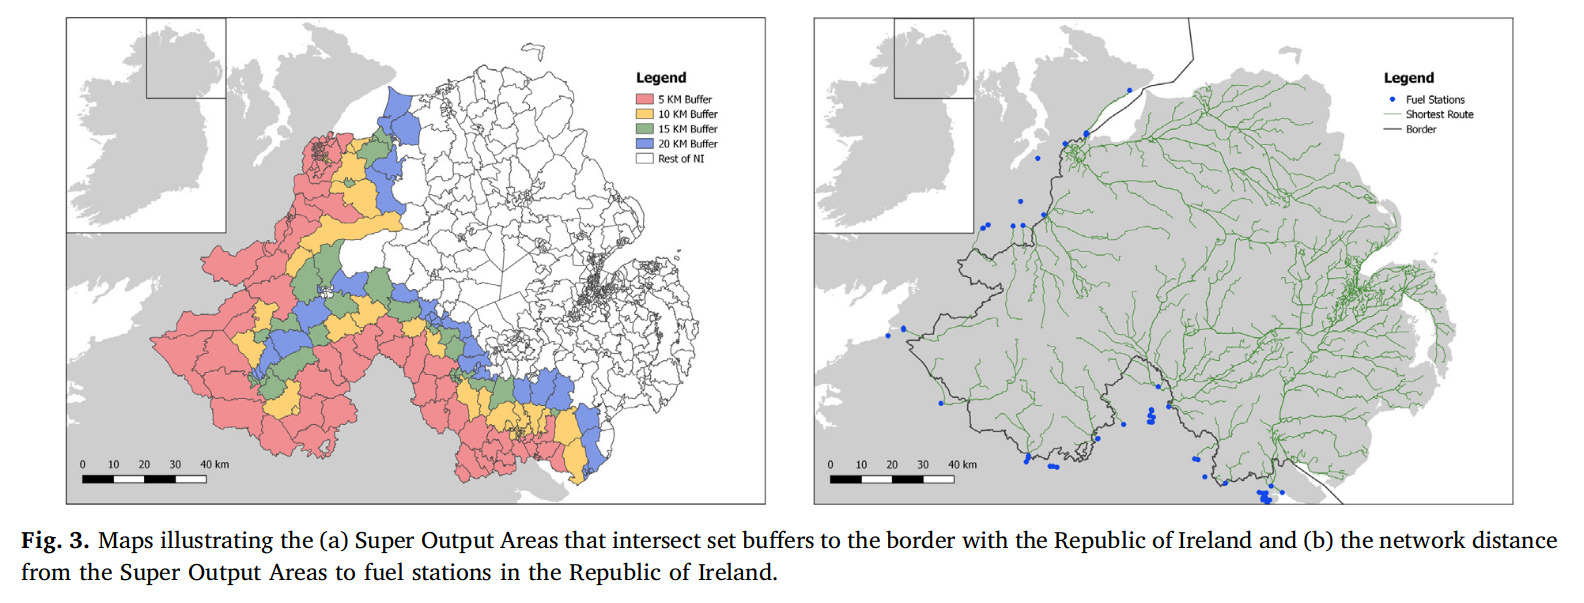 Legend
5 KM Buffer
10 KM Buffer
15 KM Buffer
20 KM Buffer
Rest of NI
0 10 20 30 40 km
Legend
Fuel Stations
Shortest Route
Border
0 10 20 30 40 km
Fig. 3. Maps illustrating the (a) Super Output Areas that intersect set buffers to the border with the Republic of Ireland and (b) the network distance
from the Super Output Areas to fuel stations in the Republic of Ireland.